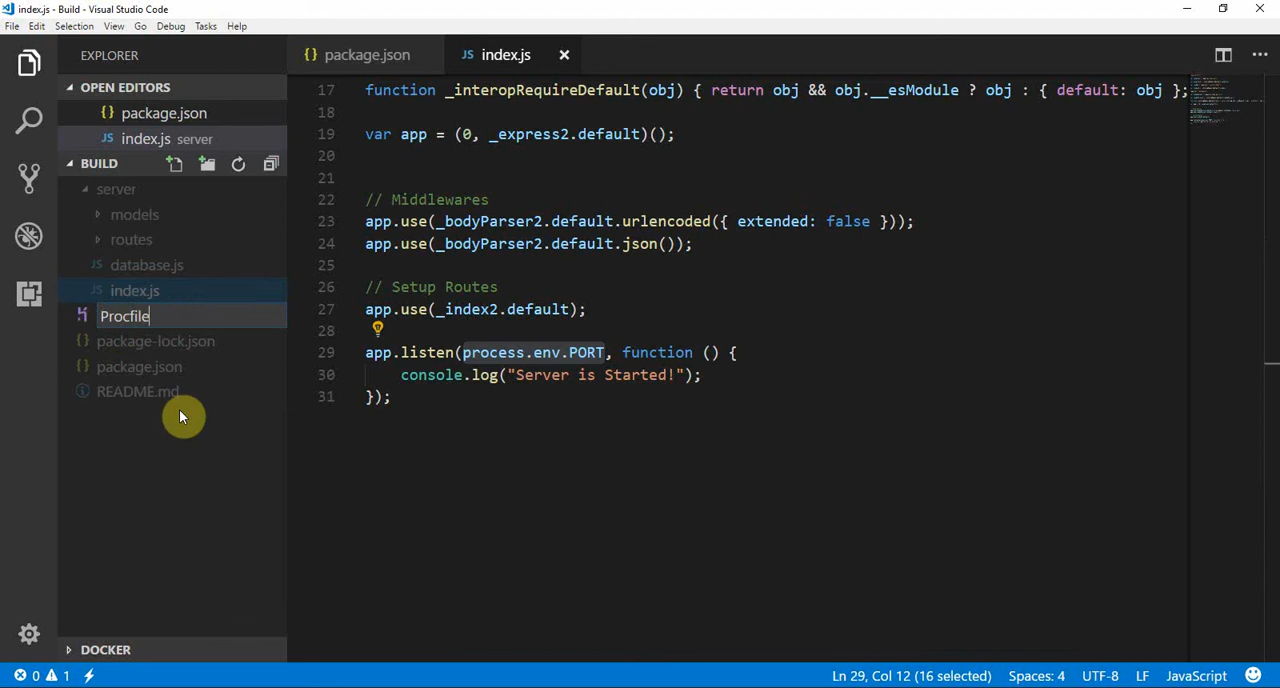 index.js - Build - Visual Studio Code
File Edit Selection View Go Debug Tasks Help
EXPLORER
OPEN EDITORS
{} package.json
JS index.js server
BUILD
server
models
routes
JS database.js
JS index.js
Procfile
package-lock.json
package.json
README.md
DOCKER
{} package.json
JS index.js
17 function _interopRequireDefault(obj) { return obj && obj.__esModule ? obj : { default: obj };
18
19 var app = (0, _express2.default)();
20
21
22 // Middlewares
23 app.use(_bodyParser2.default.urlencoded({ extended: false }));
24 app.use(_bodyParser2.default.json());
25
26 // Setup Routes
27 app.use(_index2.default);
28
29 app.listen(process.env.PORT, function () {
30 console.log("Server is Started!");
31 });
0 1 Ln 29, Col 12 (16 selected) Spaces: 4 UTF-8 LF JavaScript